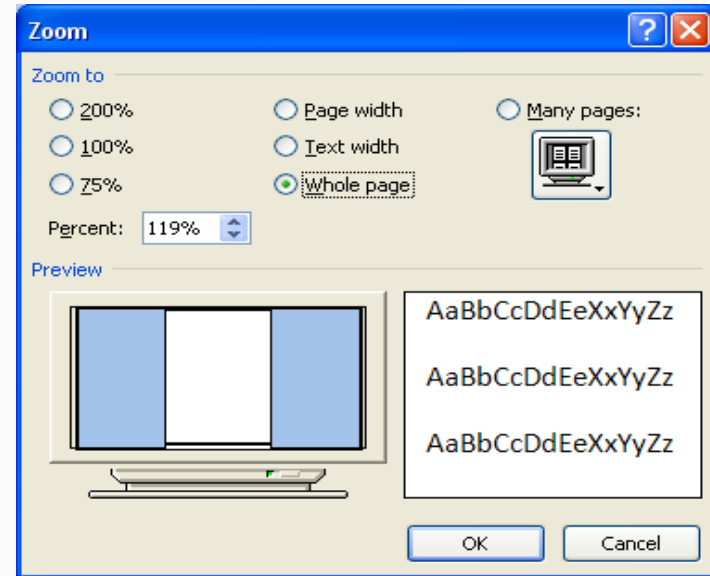 Zoom
Zoom to
200% Page width Many pages:
100% Text width
75% Whole page
Percent: 119%
Preview
AaBbCcDdEeXxYyZz
AaBbCcDdEeXxYyZz
AaBbCcDdEeXxYyZz
OK Cancel